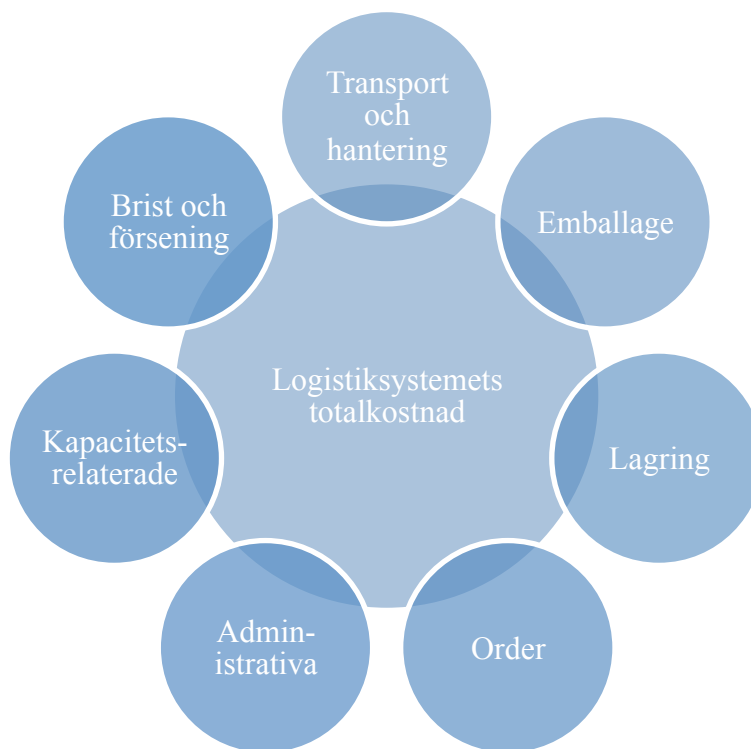 Transport
och
hantering
Emballage
Lagring
Order
Admin-
istrativa
Kapacitets-
relaterade
Brist och
försening
Logistiksystemets
totalkostnad